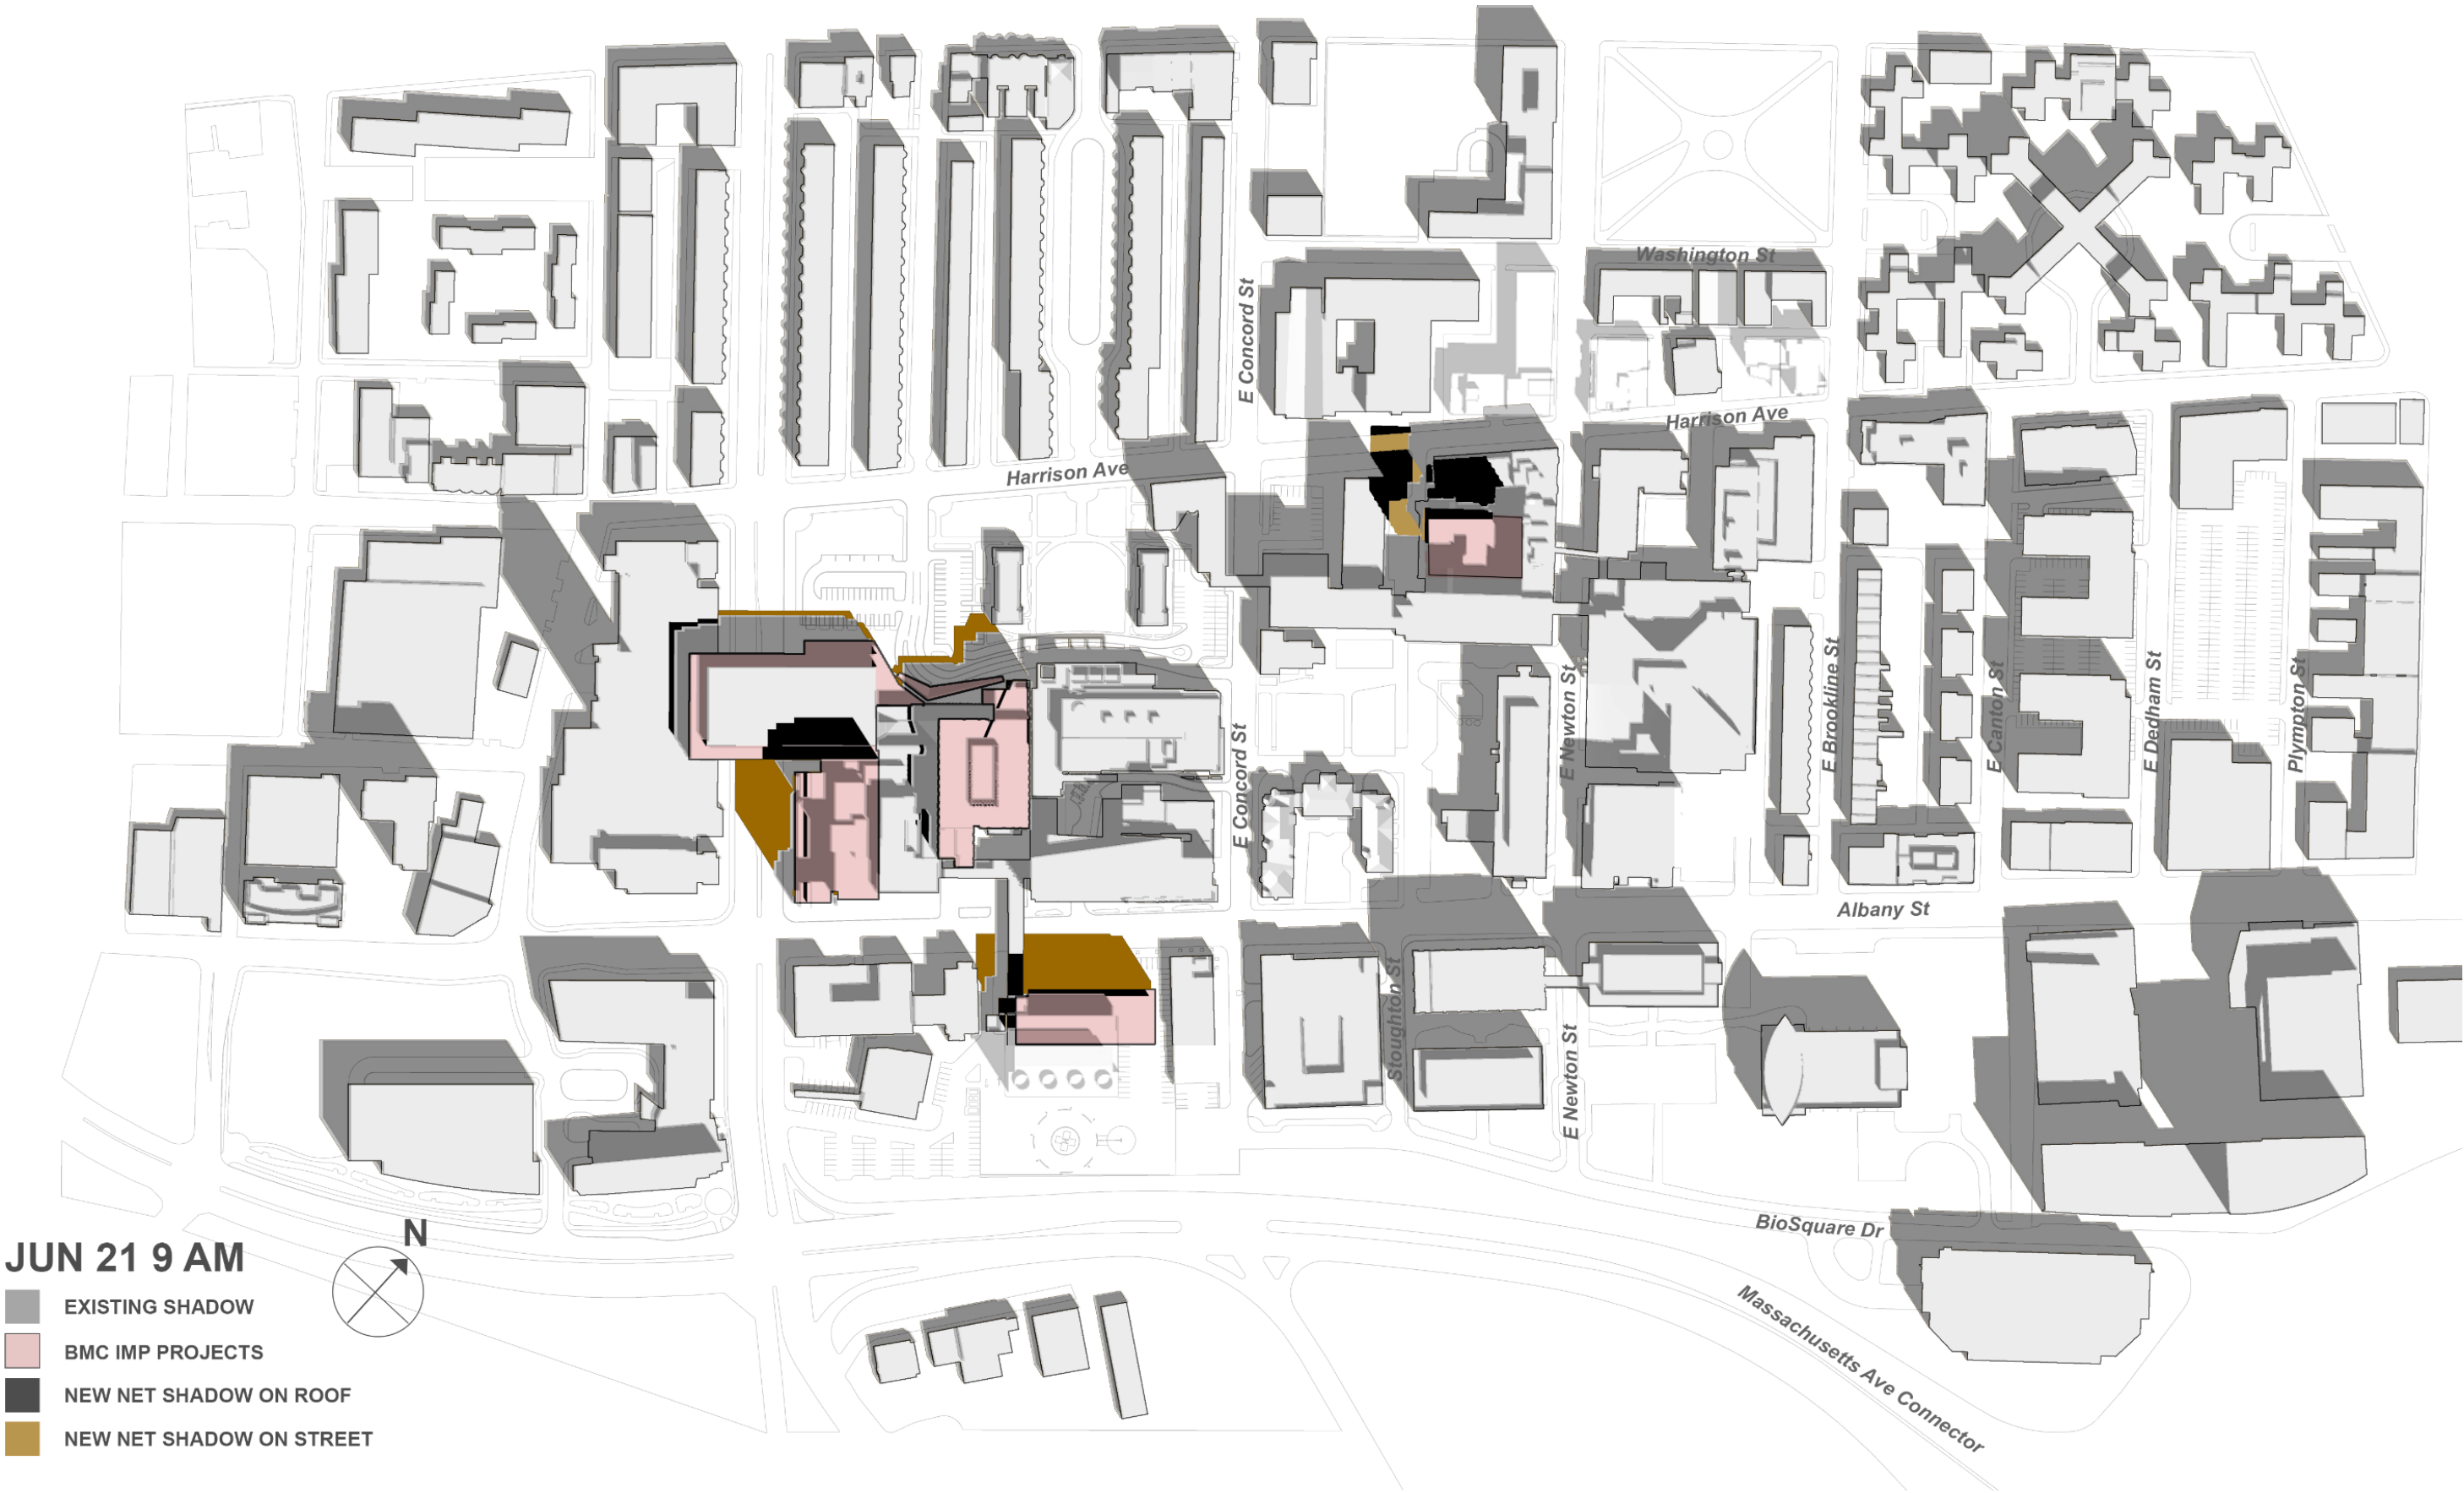 Washington St
E Concord St
Harrison Ave
Harrison Ave
E Newton St
E Brookline St
E Canton St
E Dedham St
Plympton St
E Concord St
Albany St
Stoughton St
E Newton St
BioSquare Dr
Massachusetts Ave Connector
N
JUN 21 9 AM
EXISTING SHADOW
BMC IMP PROJECTS
NEW NET SHADOW ON ROOF
NEW NET SHADOW ON STREET